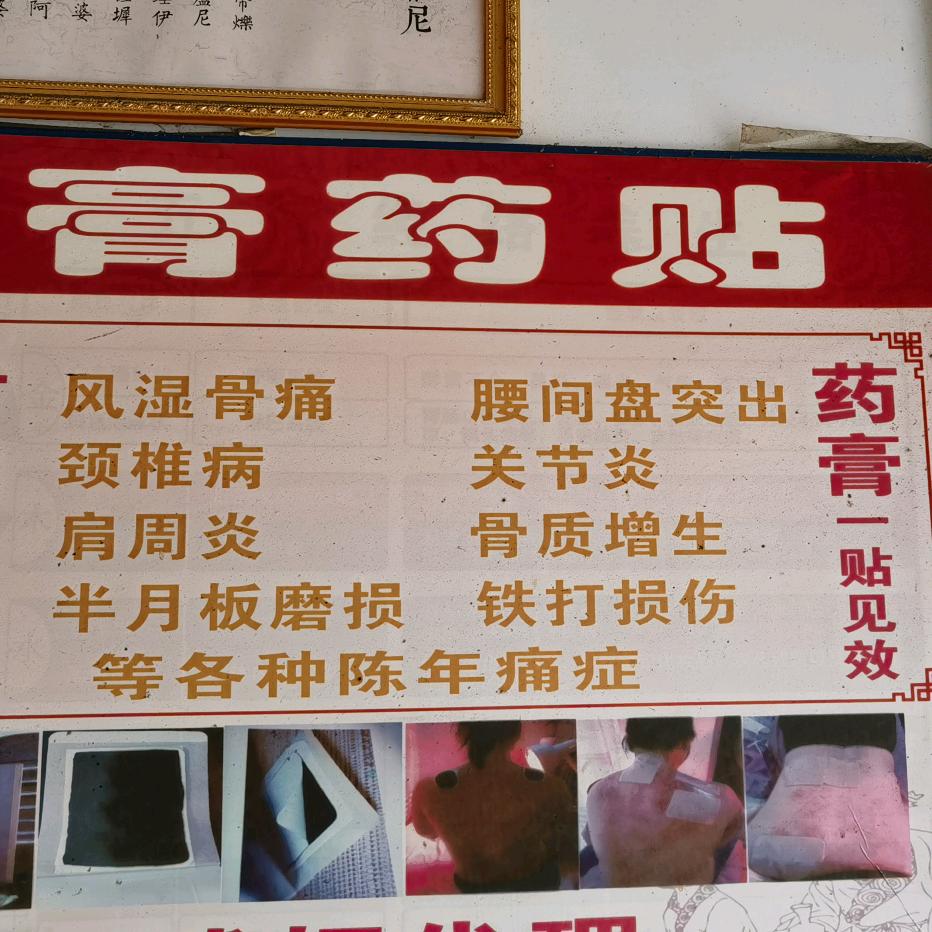 尼
膏药贴
风湿骨痛 腰间盘突出
颈椎病 关节炎
肩周炎 骨质增生
半月板磨损 铁打损伤
等各种陈年痛症
药膏一贴见效